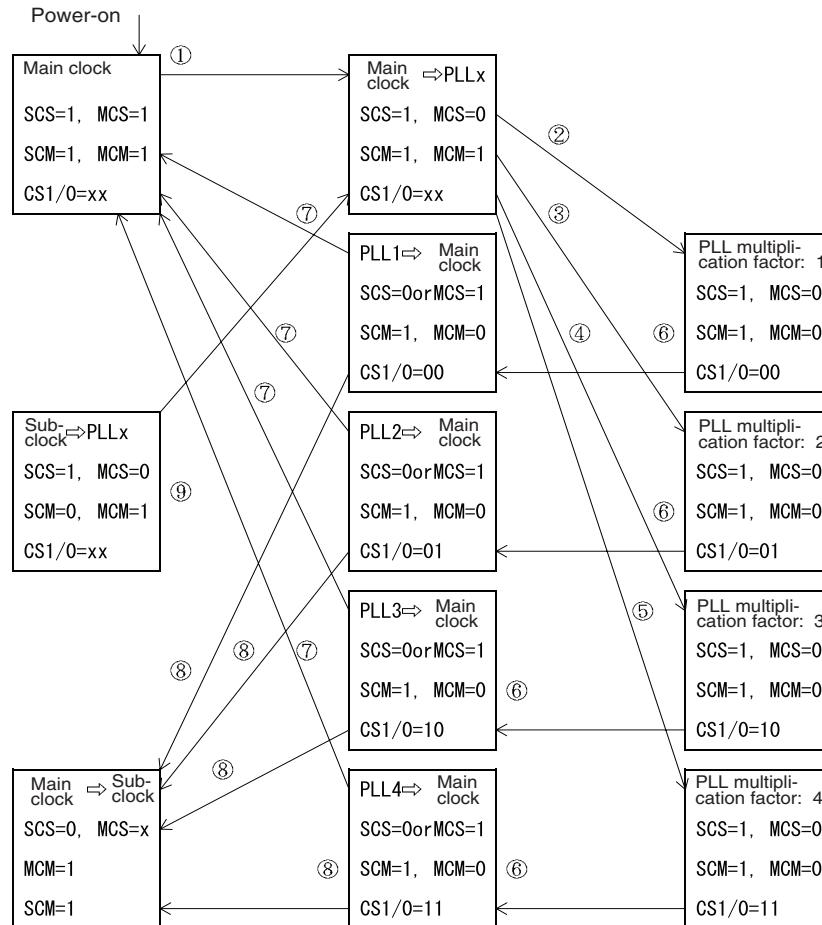 Power-on
①
Main clock
SCS=1, MCS=1
SCM=1, MCM=1
CS1/0=xx
Main
clock ⇨PLLx
SCS=1, MCS=0
SCM=1, MCM=1
CS1/0=xx
②
③
④
⑤
⑦
⑦
⑦
⑦
PLL1⇨ Main
clock
SCS=0orMCS=1
SCM=1, MCM=0
CS1/0=00
⑥
PLL multipli-
cation factor: 1
SCS=1, MCS=0
SCM=1, MCM=0
CS1/0=00
Sub-
clock⇨PLLx
SCS=1, MCS=0
SCM=0, MCM=1
CS1/0=xx
⑨
PLL2⇨ Main
clock
SCS=0orMCS=1
SCM=1, MCM=0
CS1/0=01
⑥
PLL multipli-
cation factor: 2
SCS=1, MCS=0
SCM=1, MCM=0
CS1/0=01
⑧
⑧
⑧
⑧
PLL3⇨ Main
clock
SCS=0orMCS=1
SCM=1, MCM=0
CS1/0=10
⑥
PLL multipli-
cation factor: 3
SCS=1, MCS=0
SCM=1, MCM=0
CS1/0=10
Main
clock ⇨ Sub-
clock
SCS=0, MCS=x
MCM=1
SCM=1
PLL4⇨ Main
clock
SCS=0orMCS=1
SCM=1, MCM=0
CS1/0=11
⑥
PLL multipli-
cation factor: 4
SCS=1, MCS=0
SCM=1, MCM=0
CS1/0=11